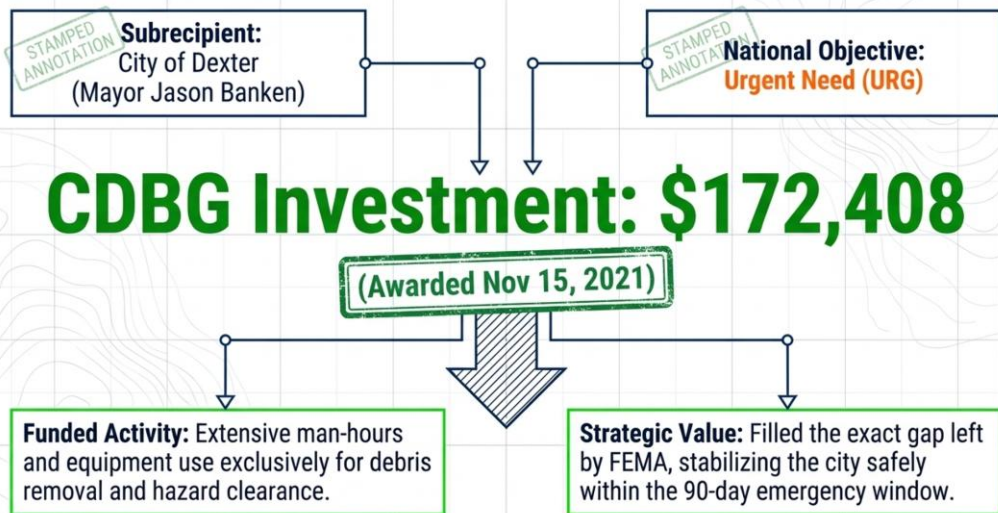 STAMPED
ANNOTATION
Subrecipient:
City of Dexter
(Mayor Jason Banken)
STAMPED
ANNOTATION
National Objective:
Urgent Need (URG)
CDBG Investment: $172,408
(Awarded Nov 15, 2021)
Funded Activity: Extensive man-hours
and equipment use exclusively for debris
removal and hazard clearance.
Strategic Value: Filled the exact gap left
by FEMA, stabilizing the city safely
within the 90-day emergency window.